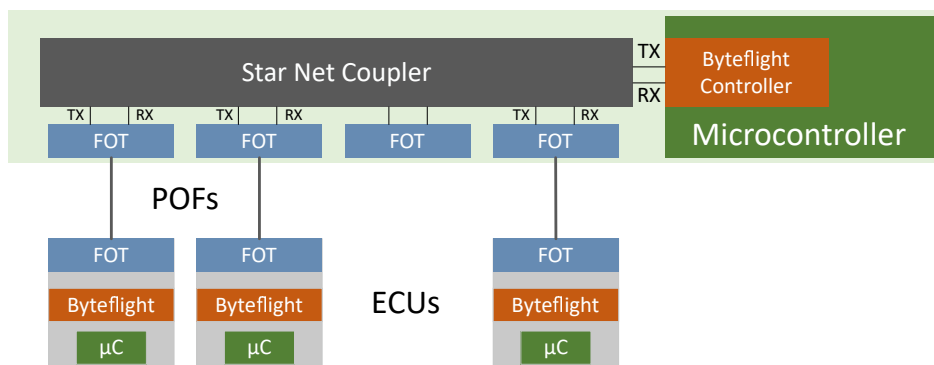 Star Net Coupler
TX
RX
Byteflight
Controller
Microcontroller
TX RX TX RX TX RX
FOT FOT FOT FOT
POFs
FOT FOT FOT
Byteflight Byteflight Byteflight
ECUs
µC µC µC